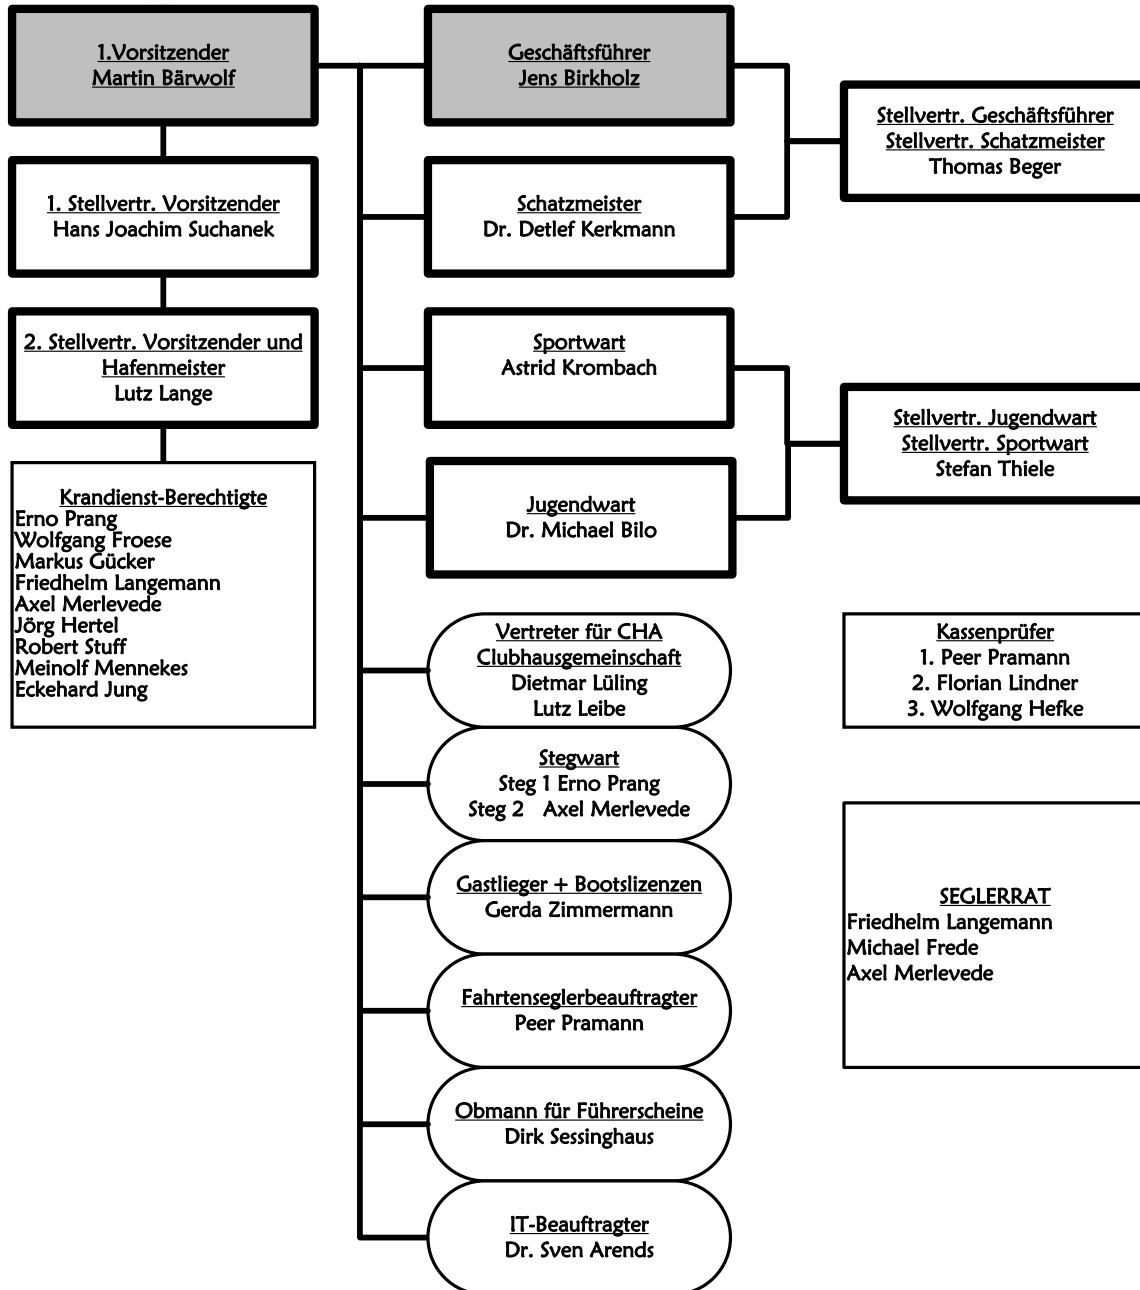 1.Vorsitzender
Martin Bärwolf
1. Stellvertr. Vorsitzender
Hans Joachim Suchanek
2. Stellvertr. Vorsitzender und
Hafenmeister
Lutz Lange
Krandienst-Berechtigte
Erno Prang
Wolfgang Froese
Markus Gücker
Friedhelm Langemann
Axel Merlevede
Jörg Hertel
Robert Stuff
Meinolf Mennekes
Eckehard Jung
Geschäftsführer
Jens Birkholz
Schatzmeister
Dr. Detlef Kerkmann
Sportwart
Astrid Krombach
Jugendwart
Dr. Michael Bilo
Vertreter für CHA
Clubhausgemeinschaft
Dietmar Lüling
Lutz Leibe
Stegwart
Steg 1 Erno Prang
Steg 2 Axel Merlevede
Gastlieger + Bootslizenzen
Gerda Zimmermann
Fahrtenseglerbeauftragter
Peer Pramann
Obmann für Führerscheine
Dirk Sessinghaus
IT-Beauftragter
Dr. Sven Arends
Stellvertr. Geschäftsführer
Stellvertr. Schatzmeister
Thomas Beger
Stellvertr. Jugendwart
Stellvertr. Sportwart
Stefan Thiele
Kassenprüfer
1. Peer Pramann
2. Florian Lindner
3. Wolfgang Hefke
SEGLERRAT
Friedhelm Langemann
Michael Frede
Axel Merlevede